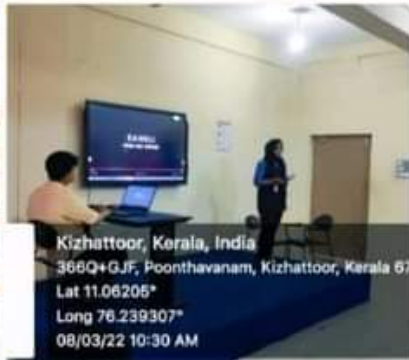 Kizhattoor, Kerala, India
366Q+GJF, Poonthavanam, Kizhattoor, Kerala 67
Lat 11.06205°
Long 76.239307°
08/03/22 10:30 AM